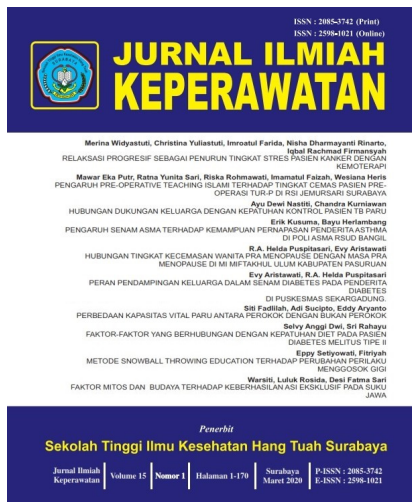 ISSN : 2085-3742 (Print)
ISSN : 2598-1021 (Online)
JURNAL ILMIAH
KEPERAWATAN
Merina Widyastuti, Christina Yuliastuti, Imroatul Farida, Nisha Dharmayanti Rinarto,
Iqbal Rachmad Firmansyah
RELAKSASI PROGRESIF SEBAGAI PENURUN TINGKAT STRES PASIEN KANKER DENGAN
KEMOTERAPI
Mawar Eka Putr, Ratna Yunita Sari, Riska Rohmawati, Imamatul Faizah, Wesiana Heris
PENGARUH PRE-OPERATIVE TEACHING ISLAMI TERHADAP TINGKAT CEMAS PASIEN PRE-
OPERASI TUR-P DI RSI JEMURSARI SURABAYA
Ayu Dewi Nastiti, Chandra Kurniawan
HUBUNGAN DUKUNGAN KELUARGA DENGAN KEPATUHAN KONTROL PASIEN TB PARU
Erik Kusuma, Bayu Herlambang
PENGARUH SENAM ASMA TERHADAP KEMAMPUAN PERNAPASAN PENDERITA ASTHMA
DI POLI ASMA RSUD BANGIL
R.A. Helda Puspitasari, Evy Aristawati
HUBUNGAN TINGKAT KECEMASAN WANITA PRA MENOPAUSE DENGAN MASA PRA
MENOPAUSE DI MI MIFTAKHUL ULUM KABUPATEN PASURUAN
Evy Aristawati, R.A. Helda Puspitasari
PERAN PENDAMPINGAN KELUARGA DALAM SENAM DIABETES PADA PENDERITA
DIABETES
DI PUSKESMAS SEKARGADUNG.
Siti Fadlilah, Adi Sucipto, Eddy Aryanto
PERBEDAAN KAPASITAS VITAL PARU ANTARA PEROKOK DENGAN BUKAN PEROKOK
Selvy Anggi Dwi, Sri Rahayu
FAKTOR-FAKTOR YANG BERHUBUNGAN DENGAN KEPATUHAN DIET PADA PASIEN
DIABETES MELITUS TIPE II
Eppy Setiyowati, Fitriyah
METODE SNOWBALL THROWING EDUCATION TERHADAP PERUBAHAN PERILAKU
MENGGOSOK GIGI
Warsiti, Luluk Rosida, Desi Fatma Sari
FAKTOR MITOS DAN BUDAYA TERHADAP KEBERHASILAN ASI EKSKLUSIF PADA SUKU
JAWA
Penerbit
Sekolah Tinggi Ilmu Kesehatan Hang Tuah Surabaya
Jurnal Ilmiah
Keperawatan
Volume 15
Nomor 1
Halaman 1-170
Surabaya
Maret 2020
P-ISSN : 2085-3742
E-ISSN : 2598-1021